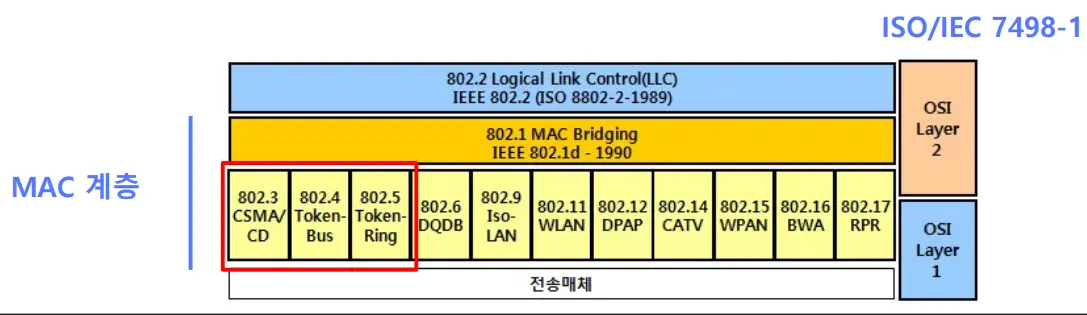 ISO/IEC 7498-1
802.2 Logical Link Control(LLC)
IEEE 802.2 (ISO 8802-2-1989)
OSI
Layer
2
802.1 MAC Bridging
IEEE 802.1d - 1990
MAC 계층
802.3
CSMA/
CD
802.4
Token-
Bus
802.5
Token-
Ring
802.6
DQDB
802.9
Iso-
LAN
802.11
WLAN
802.12
DPAP
802.14
CATV
802.15
WPAN
802.16
BWA
802.17
RPR
OSI
Layer
1
전송매체